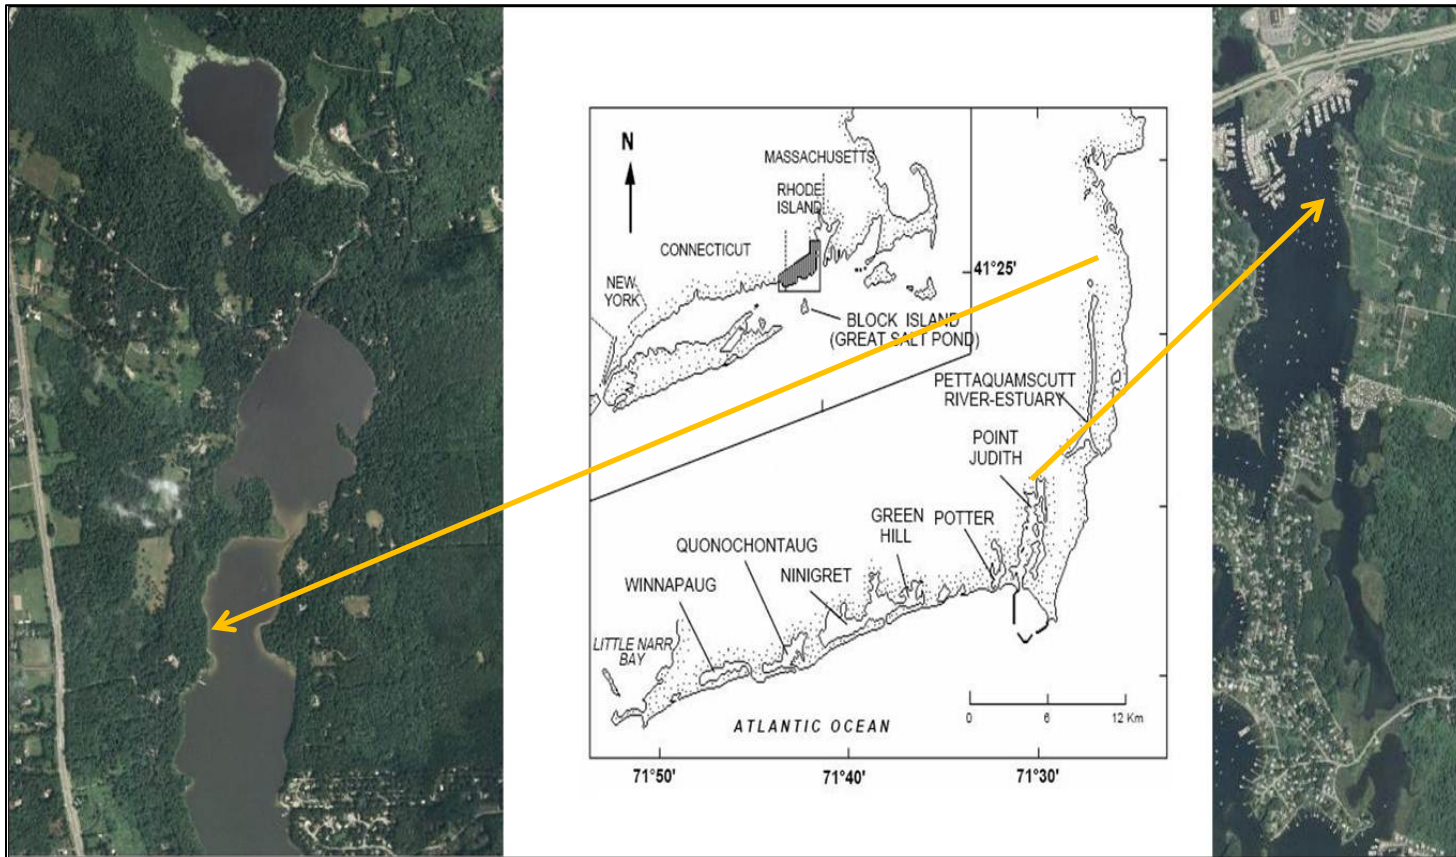 N
MASSACHUSETTS
RHODE
ISLAND
CONNECTICUT
NEW
YORK
41°25'
BLOCK ISLAND
(GREAT SALT POND)
PETTAQUAMSCUTT
RIVER-ESTUARY
POINT
JUDITH
GREEN
HILL
POTTER
QUONOCHONTAUG
NINIGRET
WINNAPAUG
LITTLE NARR
BAY
0 6 12 Km
ATLANTIC OCEAN
71°50' 71°40' 71°30'